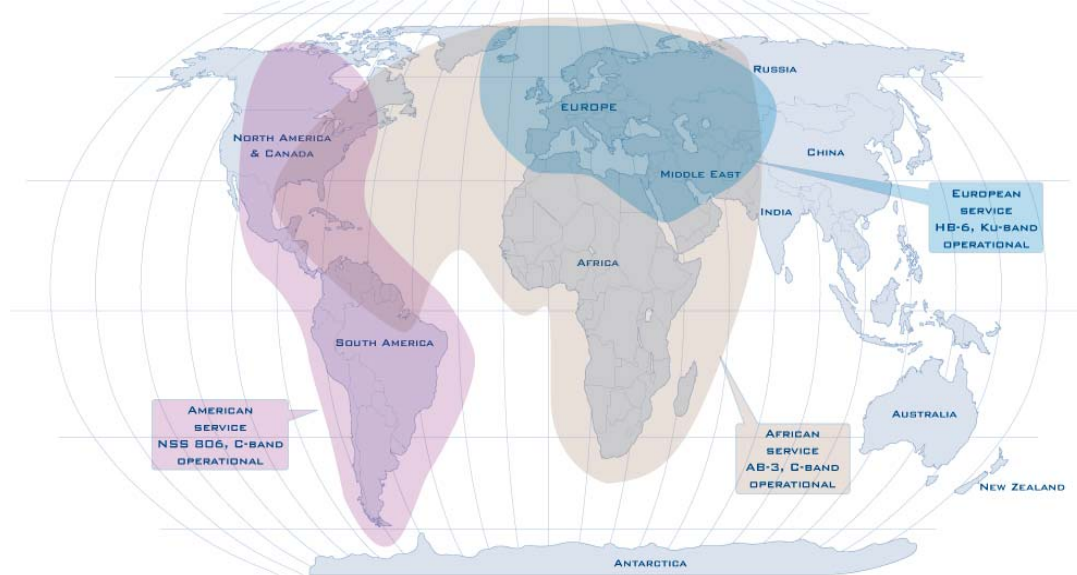 RUSSIA
EUROPE
NORTH AMERICA
& CANADA
CHINA
MIDDLE EAST
EUROPEAN
SERVICE
HB-6, KU-BAND
OPERATIONAL
INDIA
AFRICA
SOUTH AMERICA
AMERICAN
SERVICE
NSS 806, C-BAND
OPERATIONAL
AUSTRALIA
AFRICAN
SERVICE
AB-3, C-BAND
OPERATIONAL
NEW ZEALAND
ANTARCTICA